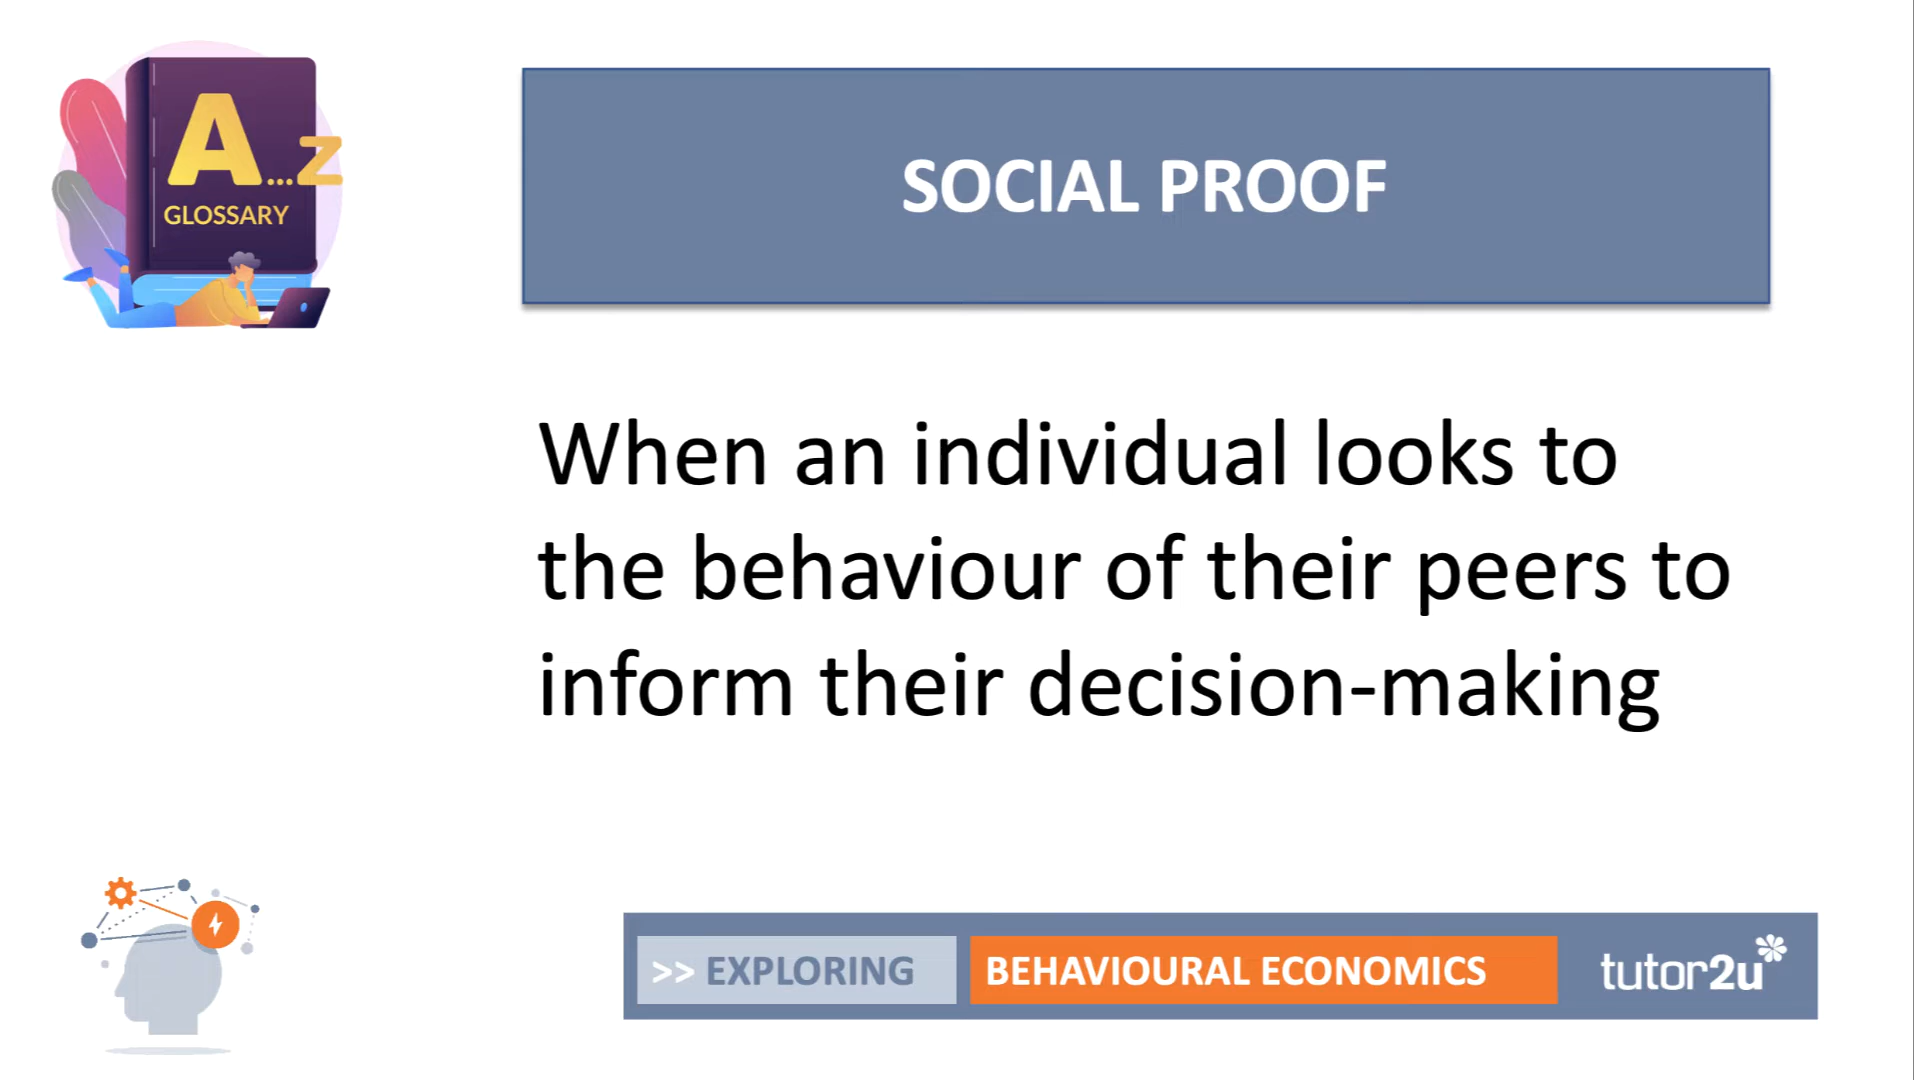 A...Z
GLOSSARY
SOCIAL PROOF
When an individual looks to
the behaviour of their peers to
inform their decision-making
>> EXPLORING
BEHAVIOURAL ECONOMICS
tutor2u